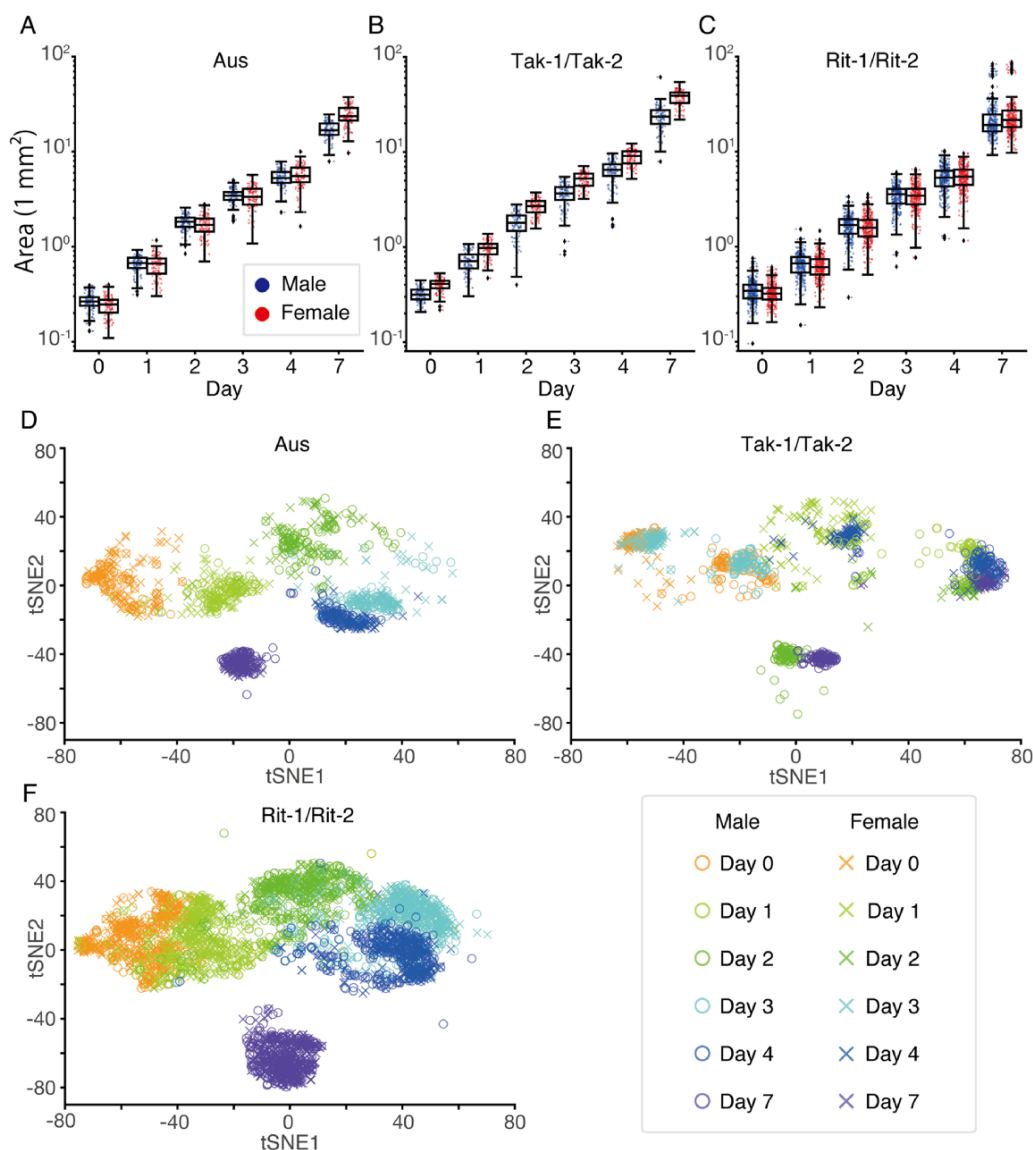 A
Aus
Area (1 mm²)
10²
10¹
10⁰
10⁻¹
Male
Female
0 1 2 3 4 7
Day
B
Tak-1/Tak-2
10²
10¹
10⁰
10⁻¹
0 1 2 3 4 7
Day
C
Rit-1/Rit-2
10²
10¹
10⁰
10⁻¹
0 1 2 3 4 7
Day
D
Aus
tSNE2
80
40
0
-40
-80
-80 -40 0 40 80
tSNE1
E
Tak-1/Tak-2
tSNE2
80
40
0
-40
-80
-80 -40 0 40 80
tSNE1
F
Rit-1/Rit-2
tSNE2
80
40
0
-40
-80
-80 -40 0 40 80
tSNE1
Male Female
Day 0 Day 0
Day 1 Day 1
Day 2 Day 2
Day 3 Day 3
Day 4 Day 4
Day 7 Day 7